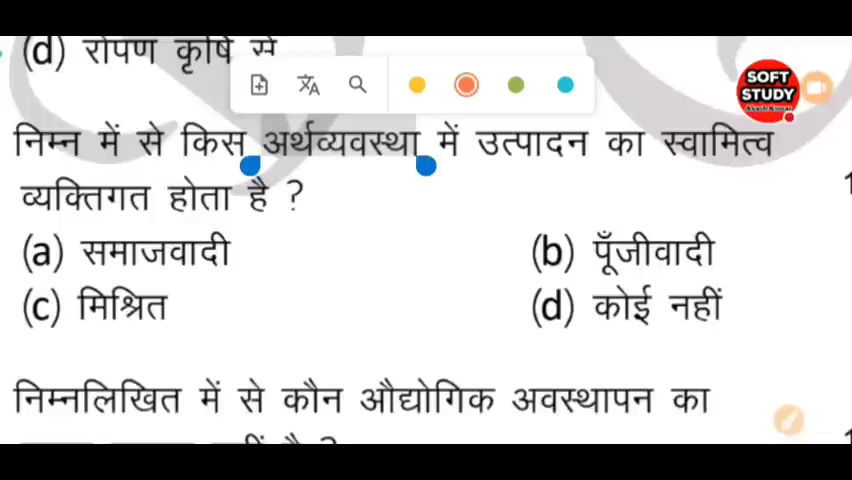 (d) रोपण कृषि से
SOFT
STUDY
निम्न में से किस अर्थव्यवस्था में उत्पादन का स्वामित्व
व्यक्तिगत होता है ?
(a) समाजवादी (b) पूँजीवादी
(c) मिश्रित (d) कोई नहीं
निम्नलिखित में से कौन औद्योगिक अवस्थापन का